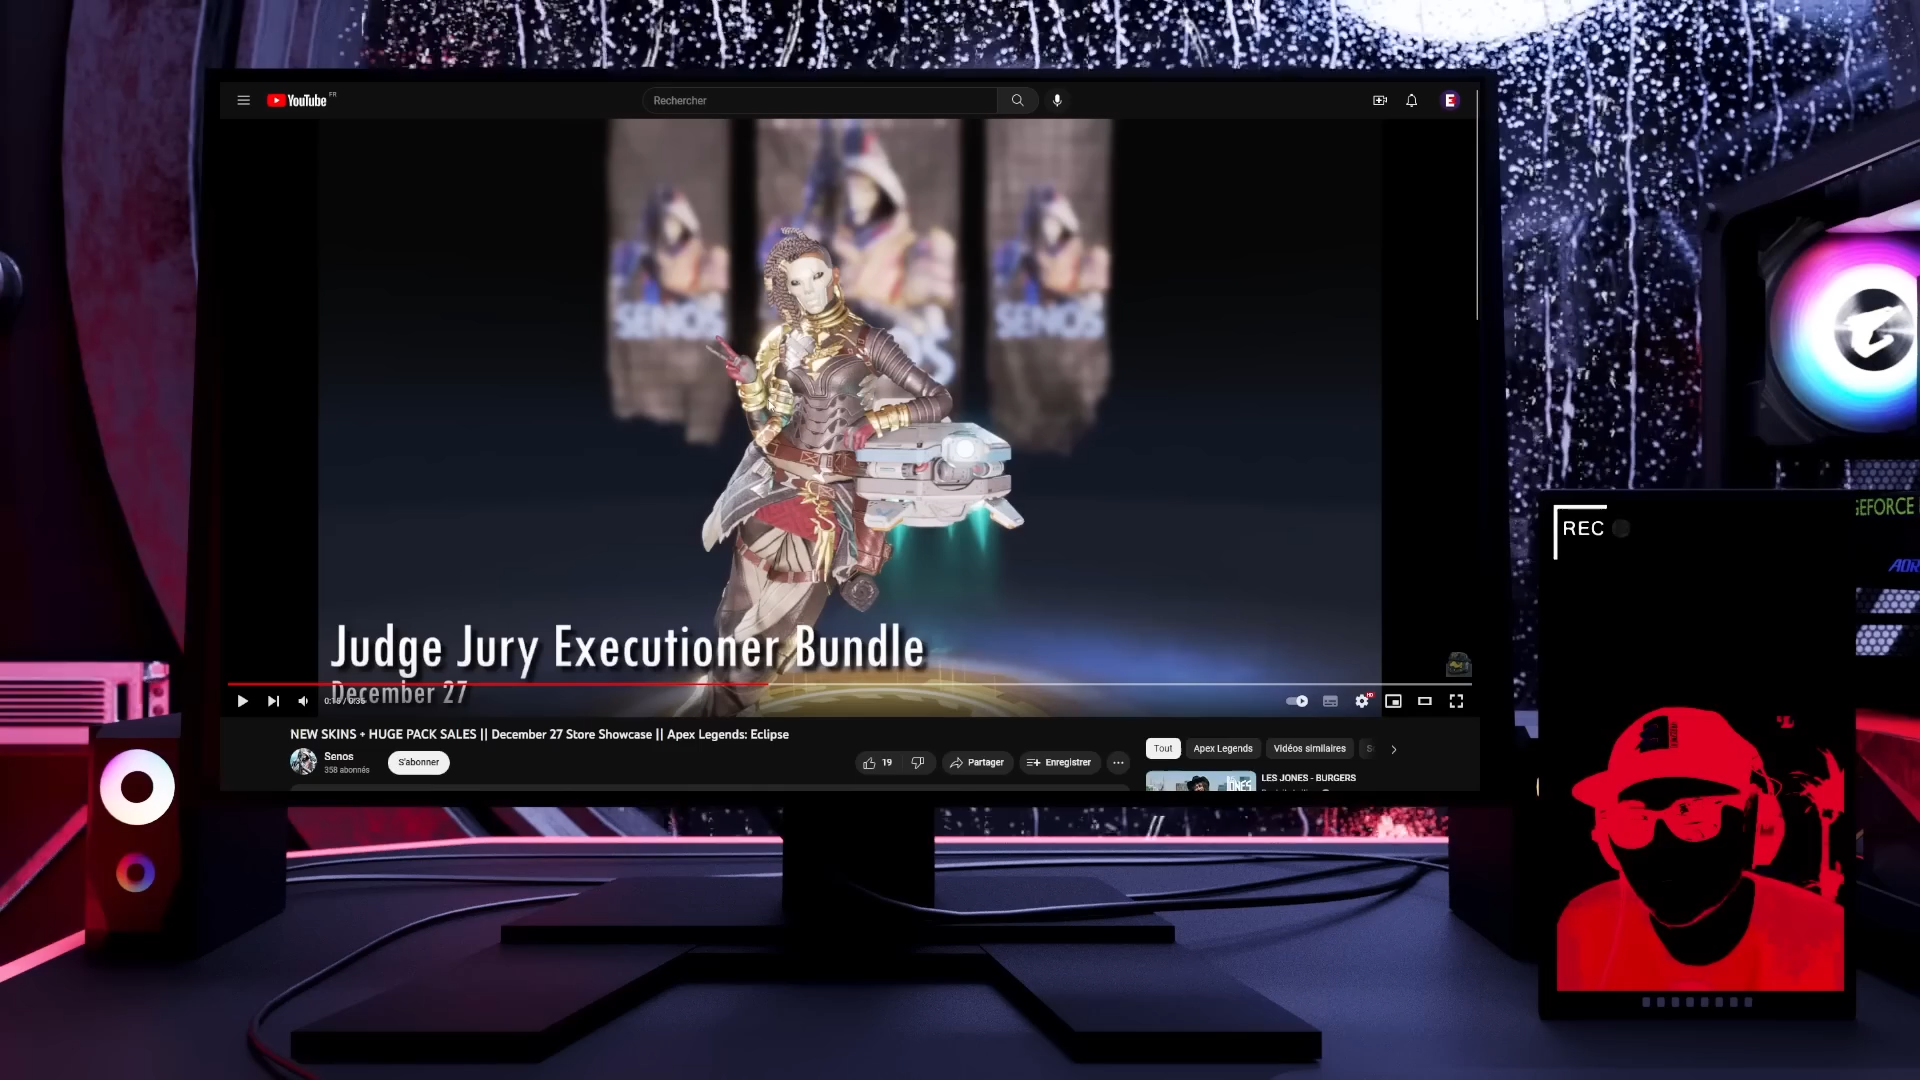 YouTube FR
Rechercher
E
SENOS
SENOS
Judge Jury Executioner Bundle
December 27
HD
NEW SKINS + HUGE PACK SALES || December 27 Store Showcase || Apex Legends: Eclipse
Senos
358 abonnés
S'abonner
19
Partager
Enregistrer
Tout
Apex Legends
Vidéos similaires
LES JONES - BURGERS
GEFORCE
REC